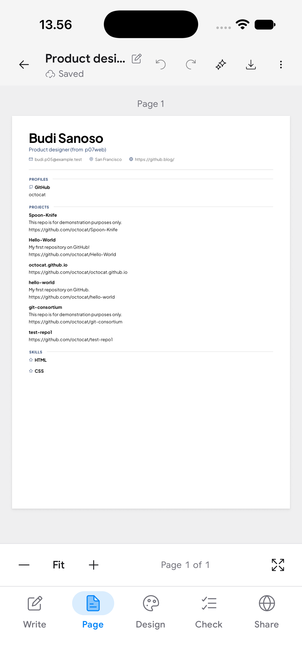 13.56
Product desi...
Saved
Page 1
Budi Sanoso
Product designer (from p07web)
budi.p07@example.test San Francisco https://github.blog/
PROFILES
GitHub
octocat
PROJECTS
Spoon-Knife
This repo is for demonstration purposes only.
https://github.com/octocat/Spoon-Knife
Hello-World
My first repository on GitHub!
https://github.com/octocat/Hello-World
octocat.github.io
https://github.com/octocat/octocat.github.io
hello-world
My first repository on GitHub.
https://github.com/octocat/hello-world
git-consortium
This repo is for demonstration purposes only.
https://github.com/octocat/git-consortium
test-repo1
https://github.com/octocat/test-repo1
SKILLS
HTML
CSS
Fit
Page 1 of 1
Write Page Design Check Share